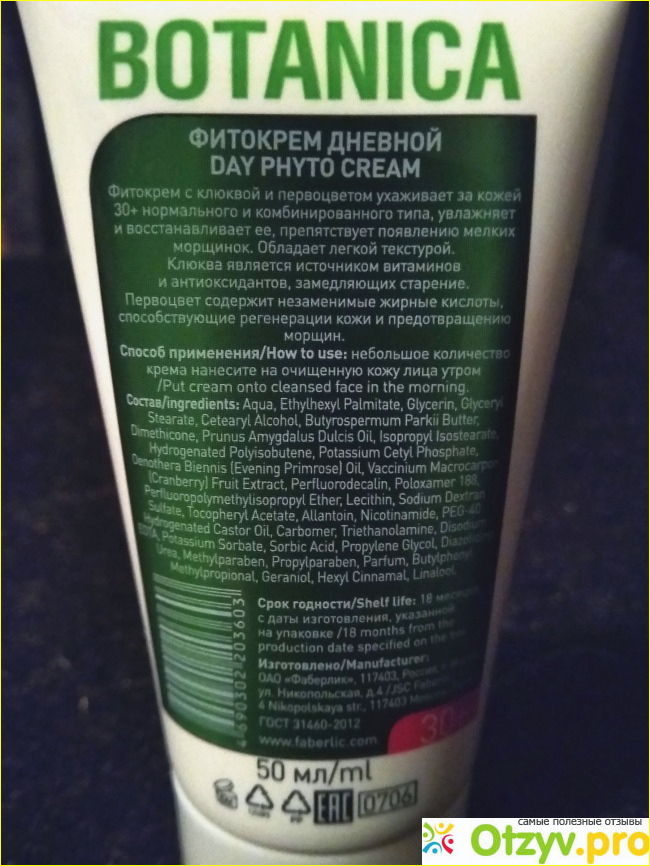 BOTANICA
ФИТОКРЕМ ДНЕВНОЙ
DAY PHYTO CREAM
Фитокрем с клюквой и первоцветом ухаживает за кожей
30+ нормального и комбинированного типа, увлажняет
и восстанавливает ее, препятствует появлению мелких
морщинок. Обладает легкой текстурой.
Клюква является источником витаминов
и антиоксидантов, замедляющих старение.
Первоцвет содержит незаменимые жирные кислоты,
способствующие регенерации кожи и предотвращению
морщин.
Способ применения/How to use: небольшое количество
крема нанесите на очищенную кожу лица утром
/Put cream onto cleansed face in the morning.
Состав/ingredients: Aqua, Ethylhexyl Palmitate, Glycerin, Glyceryl
Stearate, Cetearyl Alcohol, Butyrospermum Parkii Butter,
Dimethicone, Prunus Amygdalus Dulcis Oil, Isopropyl Isostearate,
Hydrogenated Polyisobutene, Potassium Cetyl Phosphate,
Oenothera Biennis (Evening Primrose) Oil, Vaccinium Macrocarpon
(Cranberry) Fruit Extract, Perfluorodecalin, Poloxamer 188,
Perfluoropolymethylisopropyl Ether, Lecithin, Sodium Dextran
Sulfate, Tocopheryl Acetate, Allantoin, Nicotinamide, PEG-40
Hydrogenated Castor Oil, Carbomer, Triethanolamine, Disodium
EDTA, Potassium Sorbate, Sorbic Acid, Propylene Glycol, Diazolidinyl
Urea, Methylparaben, Propylparaben, Parfum, Butylphenyl
Methylpropional, Geraniol, Hexyl Cinnamal, Linalool.
Срок годности/Shelf life: 18 месяцев
с даты изготовления, указанной
на упаковке /18 months from the
production date specified on the
Изготовлено/Manufacturer:
ОАО «Фаберлик», 117403, Россия,
ул. Никопольская, д.4 /JSC
4 Nikopolskaya str., 117403
ГОСТ 31460-2012
www.faberlic.com
4 690302 203603
50 мл/ml
PP
EAC
0706
самые полезные отзывы
Otzyv.pro